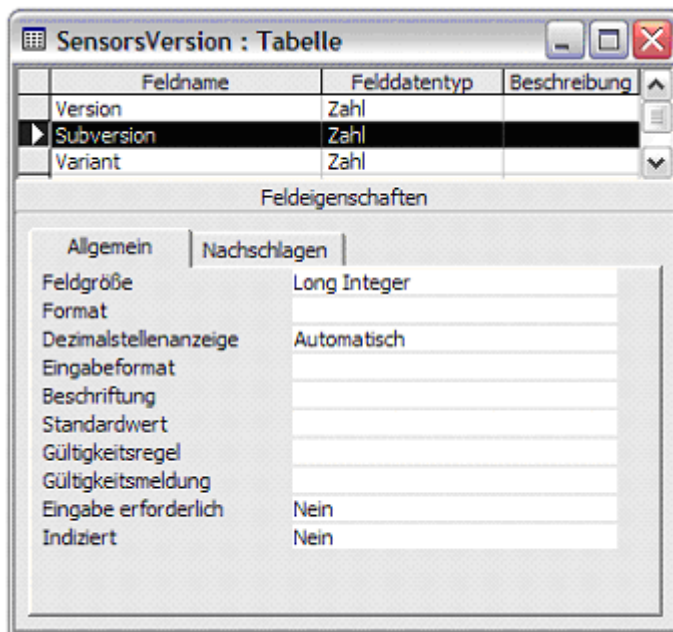 SensorsVersion : Tabelle
Feldname Felddatentyp Beschreibung
Version Zahl
Subversion Zahl
Variant Zahl
Feldeigenschaften
Allgemein Nachschlagen
Feldgröße Long Integer
Format
Dezimalstellenanzeige Automatisch
Eingabeformat
Beschriftung
Standardwert
Gültigkeitsregel
Gültigkeitsmeldung
Eingabe erforderlich Nein
Indiziert Nein